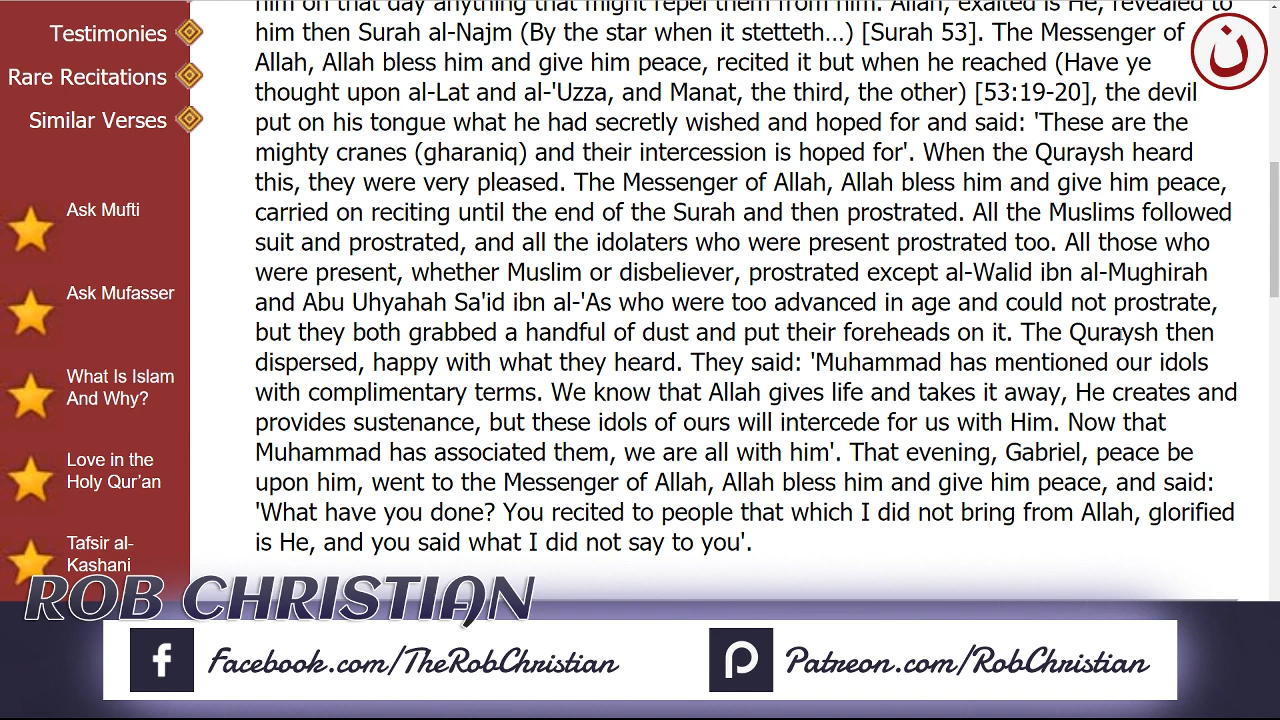 Testimonies
Rare Recitations
Similar Verses
Ask Mufti
Ask Mufasser
What Is Islam
And Why?
Love in the
Holy Qur'an
Tafsir al-
Kashani
him on that day anything that might repel them from him. Allah, exalted is He, revealed to
him then Surah al-Najm (By the star when it stetteth...) [Surah 53]. The Messenger of
Allah, Allah bless him and give him peace, recited it but when he reached (Have ye
thought upon al-Lat and al-'Uzza, and Manat, the third, the other) [53:19-20], the devil
put on his tongue what he had secretly wished and hoped for and said: 'These are the
mighty cranes (gharaniq) and their intercession is hoped for'. When the Quraysh heard
this, they were very pleased. The Messenger of Allah, Allah bless him and give him peace,
carried on reciting until the end of the Surah and then prostrated. All the Muslims followed
suit and prostrated, and all the idolaters who were present prostrated too. All those who
were present, whether Muslim or disbeliever, prostrated except al-Walid ibn al-Mughirah
and Abu Uhyahah Sa'id ibn al-'As who were too advanced in age and could not prostrate,
but they both grabbed a handful of dust and put their foreheads on it. The Quraysh then
dispersed, happy with what they heard. They said: 'Muhammad has mentioned our idols
with complimentary terms. We know that Allah gives life and takes it away, He creates and
provides sustenance, but these idols of ours will intercede for us with Him. Now that
Muhammad has associated them, we are all with him'. That evening, Gabriel, peace be
upon him, went to the Messenger of Allah, Allah bless him and give him peace, and said:
'What have you done? You recited to people that which I did not bring from Allah, glorified
is He, and you said what I did not say to you'.
ن
ROB CHRISTIAN
f Facebook.com/TheRobChristian
Patreon.com/RobChristian